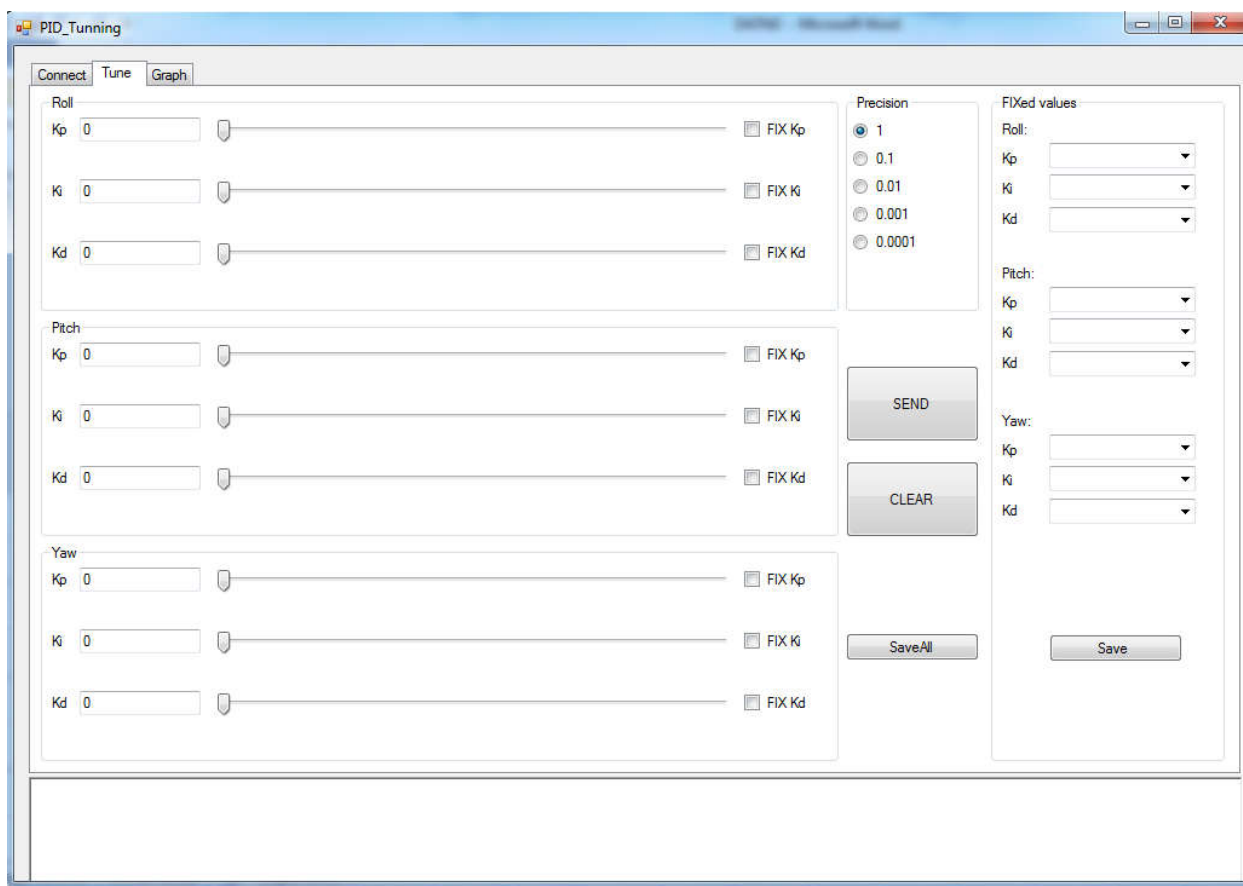 PID_Tunning
Connect Tune Graph
Roll
Kp 0 FIX Kp
Ki 0 FIX Ki
Kd 0 FIX Kd
Pitch
Kp 0 FIX Kp
Ki 0 FIX Ki
Kd 0 FIX Kd
Yaw
Kp 0 FIX Kp
Ki 0 FIX Ki
Kd 0 FIX Kd
Precision
1
0.1
0.01
0.001
0.0001
SEND
CLEAR
SaveAll
FIXed values
Roll:
Kp
Ki
Kd
Pitch:
Kp
Ki
Kd
Yaw:
Kp
Ki
Kd
Save